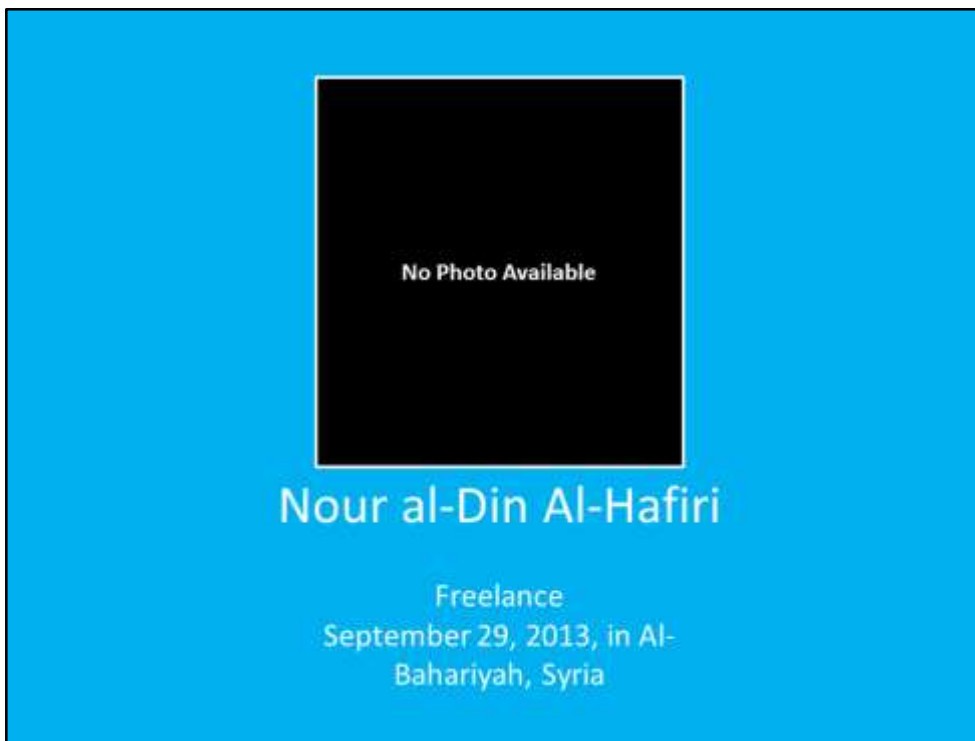 No Photo Available
Nour al-Din Al-Hafiri
Freelance
September 29, 2013, in Al-
Bahariyah, Syria